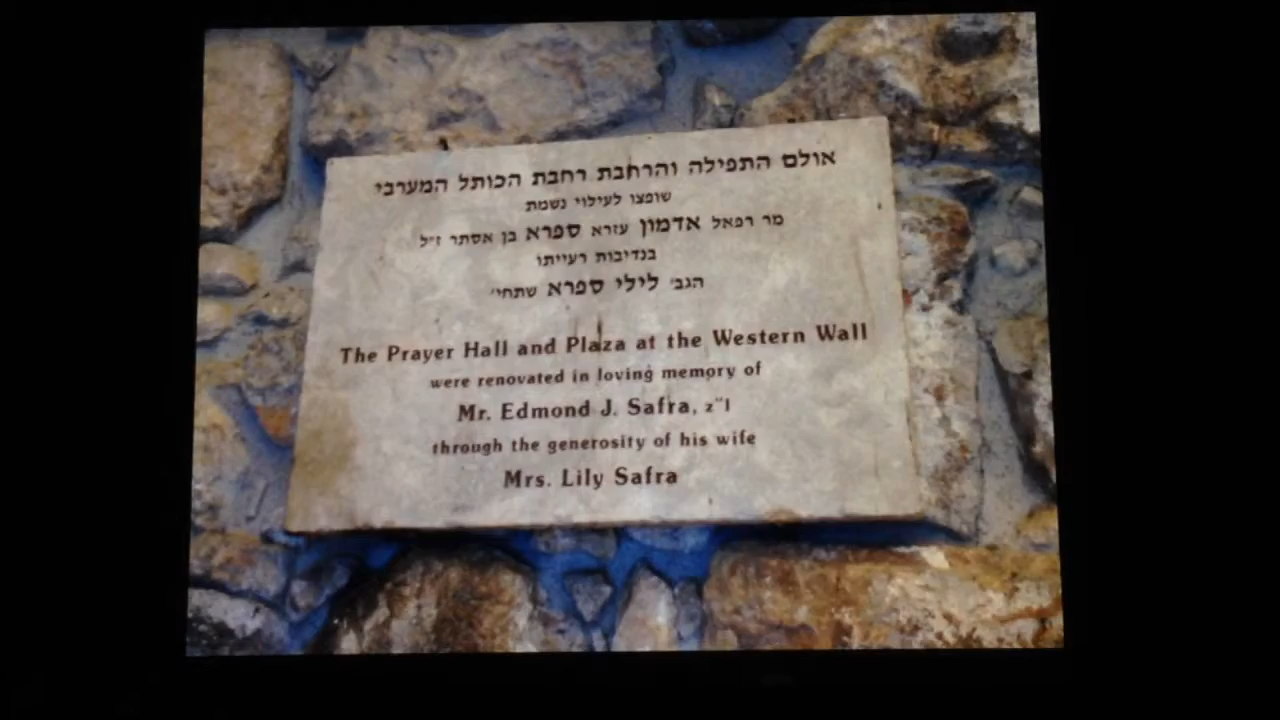 אולם התפילה והרחבת רחבת הכותל המערבי
שופצו לעילוי נשמת
מר רפאל אדמון עזרא ספרא בן אסתר ז״ל
בנדיבות רעייתו
הגב׳ לילי ספרא שתחי׳
The Prayer Hall and Plaza at the Western Wall
were renovated in loving memory of
Mr. Edmond J. Safra, z"l
through the generosity of his wife
Mrs. Lily Safra